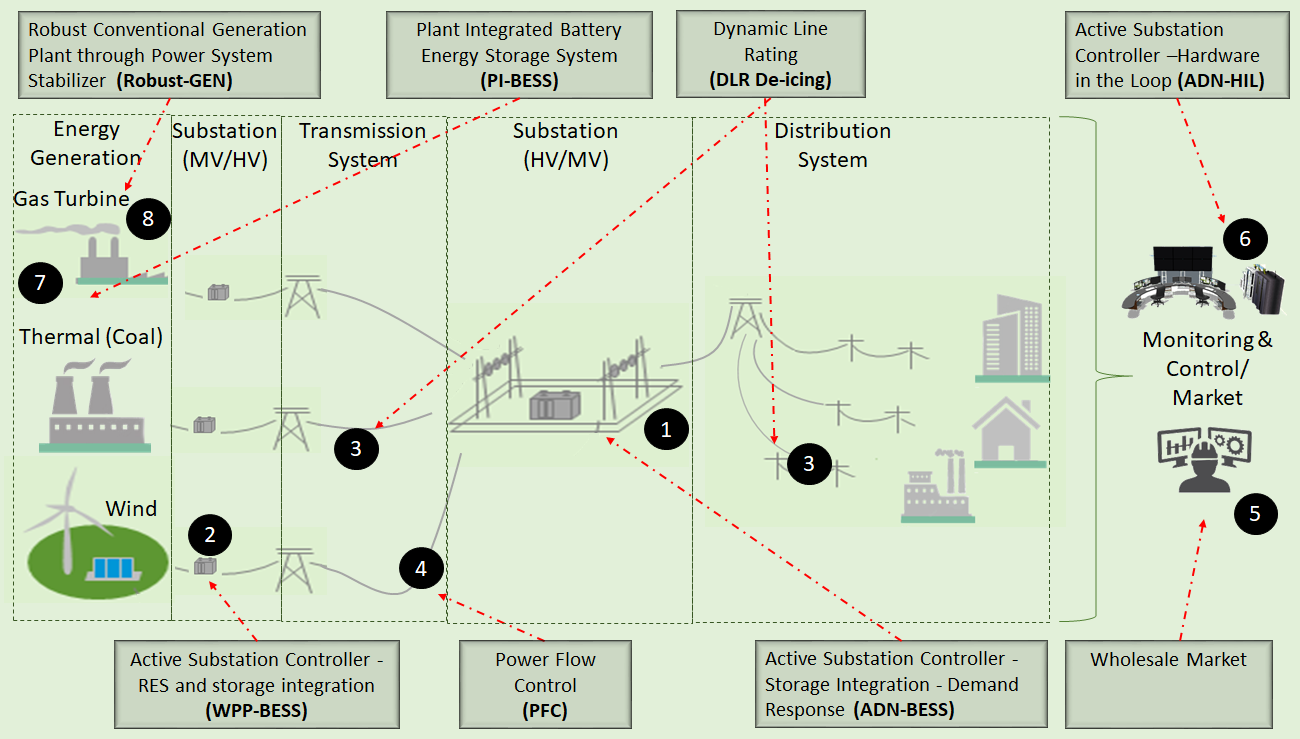 Robust Conventional Generation
Plant through Power System
Stabilizer (Robust-GEN)
Plant Integrated Battery
Energy Storage System
(PI-BESS)
Dynamic Line
Rating
(DLR De-icing)
Active Substation
Controller –Hardware
in the Loop (ADN-HIL)
Energy
Generation
Substation
(MV/HV)
Transmission
System
Substation
(HV/MV)
Distribution
System
Gas Turbine
8
7
6
Thermal (Coal)
Monitoring &
Control/
Market
1
3
3
Wind
2
4
5
Active Substation Controller -
RES and storage integration
(WPP-BESS)
Power Flow
Control
(PFC)
Active Substation Controller -
Storage Integration - Demand
Response (ADN-BESS)
Wholesale Market